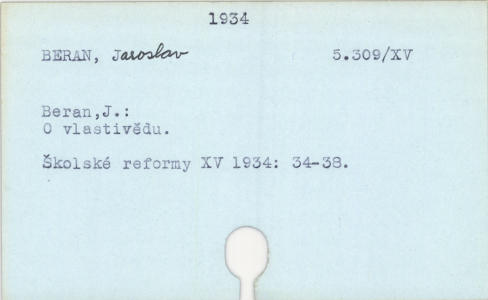 1934
BERAN, Jaroslav 5.309/XV
Beran,J.:
O vlastivědu.
Školské reformy XV 1934: 34-38.